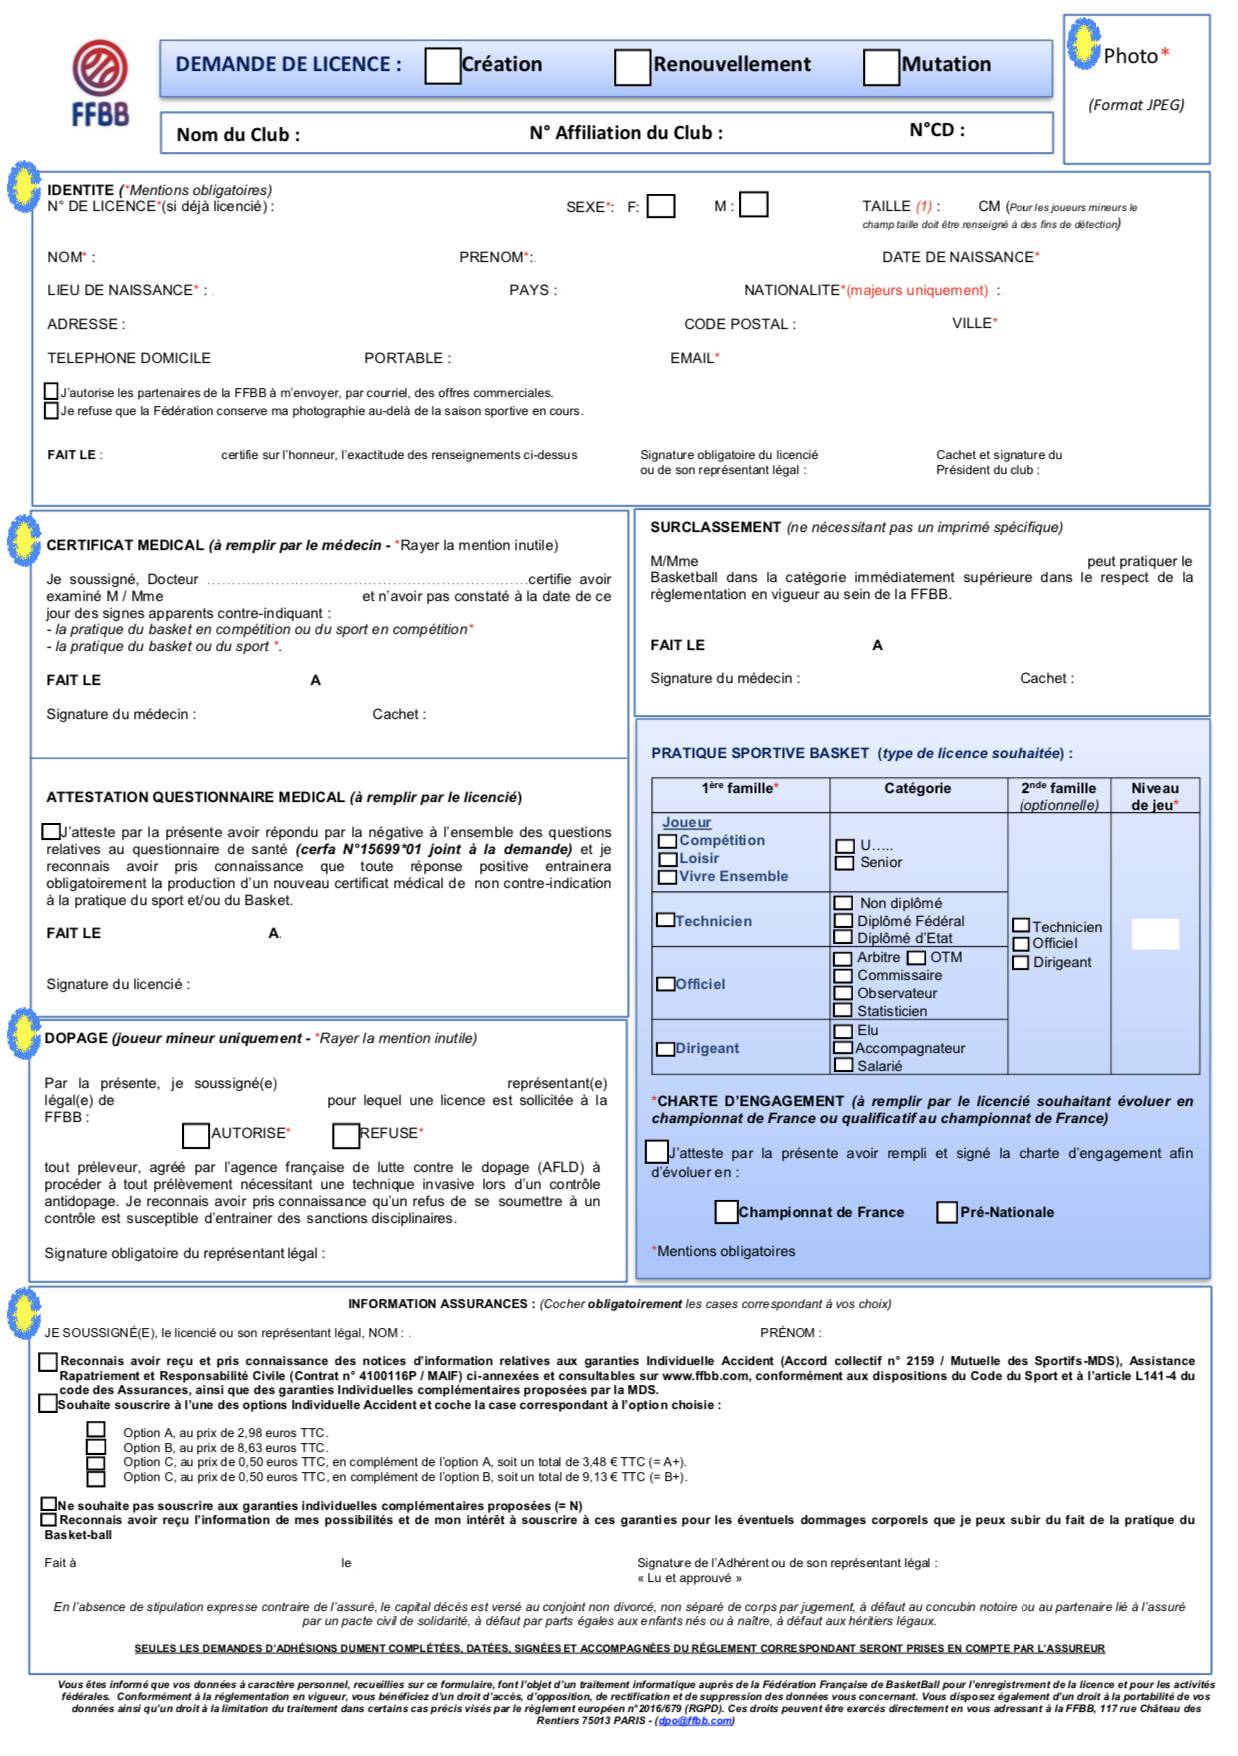 FFBB
DEMANDE DE LICENCE : Création Renouvellement Mutation
Photo*
(Format JPEG)
Nom du Club : N° Affiliation du Club : N°CD :
IDENTITE (*Mentions obligatoires)
N° DE LICENCE*(si déjà licencié) : SEXE*: F: M : TAILLE (1) : CM (Pour les joueurs mineurs le
champ taille doit être renseigné à des fins de détection)
NOM* : PRENOM*: DATE DE NAISSANCE*
LIEU DE NAISSANCE* : PAYS : NATIONALITE*(majeurs uniquement) :
ADRESSE : CODE POSTAL : VILLE*
TELEPHONE DOMICILE PORTABLE : EMAIL*
J'autorise les partenaires de la FFBB à m'envoyer, par courriel, des offres commerciales.
Je refuse que la Fédération conserve ma photographie au-delà de la saison sportive en cours.
FAIT LE : certifie sur l'honneur, l'exactitude des renseignements ci-dessus Signature obligatoire du licencié Cachet et signature du
ou de son représentant légal : Président du club :
CERTIFICAT MEDICAL (à remplir par le médecin - *Rayer la mention inutile)
Je soussigné, Docteur ……………………………………………………certifie avoir
examiné M / Mme et n'avoir pas constaté à la date de ce
jour des signes apparents contre-indiquant :
- la pratique du basket en compétition ou du sport en compétition*
- la pratique du basket ou du sport *.
FAIT LE A
Signature du médecin : Cachet :
SURCLASSEMENT (ne nécessitant pas un imprimé spécifique)
M/Mme peut pratiquer le
Basketball dans la catégorie immédiatement supérieure dans le respect de la
règlementation en vigueur au sein de la FFBB.
FAIT LE A
Signature du médecin : Cachet :
ATTESTATION QUESTIONNAIRE MEDICAL (à remplir par le licencié)
J'atteste par la présente avoir répondu par la négative à l'ensemble des questions
relatives au questionnaire de santé (cerfa N°15699*01 joint à la demande) et je
reconnais avoir pris connaissance que toute réponse positive entrainera
obligatoirement la production d'un nouveau certificat médical de non contre-indication
à la pratique du sport et/ou du Basket.
FAIT LE A.
Signature du licencié :
PRATIQUE SPORTIVE BASKET (type de licence souhaitée) :
1ère famille* Catégorie 2nde famille Niveau
(optionnelle) de jeu*
Joueur
Compétition
Loisir
Vivre Ensemble
U…..
Senior
Technicien
Non diplômé
Diplômé Fédéral
Diplômé d'Etat
Officiel
Arbitre OTM
Commissaire
Observateur
Statisticien
Dirigeant
Elu
Accompagnateur
Salarié
Technicien
Officiel
Dirigeant
DOPAGE (joueur mineur uniquement - *Rayer la mention inutile)
Par la présente, je soussigné(e) représentant(e)
légal(e) de pour lequel une licence est sollicitée à la
FFBB :
AUTORISE* REFUSE*
tout préleveur, agréé par l'agence française de lutte contre le dopage (AFLD) à
procéder à tout prélèvement nécessitant une technique invasive lors d'un contrôle
antidopage. Je reconnais avoir pris connaissance qu'un refus de se soumettre à un
contrôle est susceptible d'entrainer des sanctions disciplinaires.
Signature obligatoire du représentant légal :
*CHARTE D'ENGAGEMENT (à remplir par le licencié souhaitant évoluer en
championnat de France ou qualificatif au championnat de France)
J'atteste par la présente avoir rempli et signé la charte d'engagement afin
d'évoluer en :
Championnat de France Pré-Nationale
*Mentions obligatoires
INFORMATION ASSURANCES : (Cocher obligatoirement les cases correspondant à vos choix)
JE SOUSSIGNÉ(E), le licencié ou son représentant légal, NOM : PRÉNOM :
Reconnais avoir reçu et pris connaissance des notices d'information relatives aux garanties Individuelle Accident (Accord collectif n° 2159 / Mutuelle des Sportifs-MDS), Assistance
Rapatriement et Responsabilité Civile (Contrat n° 4100116P / MAIF) ci-annexées et consultables sur www.ffbb.com, conformément aux dispositions du Code du Sport et à l'article L141-4 du
code des Assurances, ainsi que des garanties Individuelles complémentaires proposées par la MDS.
Souhaite souscrire à l'une des options Individuelle Accident et coche la case correspondant à l'option choisie :
Option A, au prix de 2,98 euros TTC.
Option B, au prix de 8,63 euros TTC.
Option C, au prix de 0,50 euros TTC, en complément de l'option A, soit un total de 3,48 € TTC (= A+).
Option C, au prix de 0,50 euros TTC, en complément de l'option B, soit un total de 9,13 € TTC (= B+).
Ne souhaite pas souscrire aux garanties individuelles complémentaires proposées (= N)
Reconnais avoir reçu l'information de mes possibilités et de mon intérêt à souscrire à ces garanties pour les éventuels dommages corporels que je peux subir du fait de la pratique du
Basket-ball
Fait à le Signature de l'Adhérent ou de son représentant légal :
« Lu et approuvé »
En l'absence de stipulation expresse contraire de l'assuré, le capital décès est versé au conjoint non divorcé, non séparé de corps par jugement, à défaut au concubin notoire ou au partenaire lié à l'assuré
par un pacte civil de solidarité, à défaut par parts égales aux enfants nés ou à naître, à défaut aux héritiers légaux.
SEULES LES DEMANDES D'ADHÉSIONS DUMENT COMPLÉTÉES, DATÉES, SIGNÉES ET ACCOMPAGNÉES DU RÉGLEMENT CORRESPONDANT SERONT PRISES EN COMPTE PAR L'ASSUREUR
Vous êtes informé que vos données à caractère personnel, recueillies sur ce formulaire, font l'objet d'un traitement informatique auprès de la Fédération Française de BasketBall pour l'enregistrement de la licence et pour les activités
fédérales. Conformément à la réglementation en vigueur, vous bénéficiez d'un droit d'accès, d'opposition, de rectification et de suppression des données vous concernant. Vous disposez également d'un droit à la portabilité de vos
données ainsi qu'un droit à la limitation du traitement dans certains cas précis visés par le règlement européen n°2016/679 (RGPD). Ces droits peuvent être exercés directement en vous adressant à la FFBB, 117 rue Château des
Rentiers 75013 PARIS - (dpo@ffbb.com)